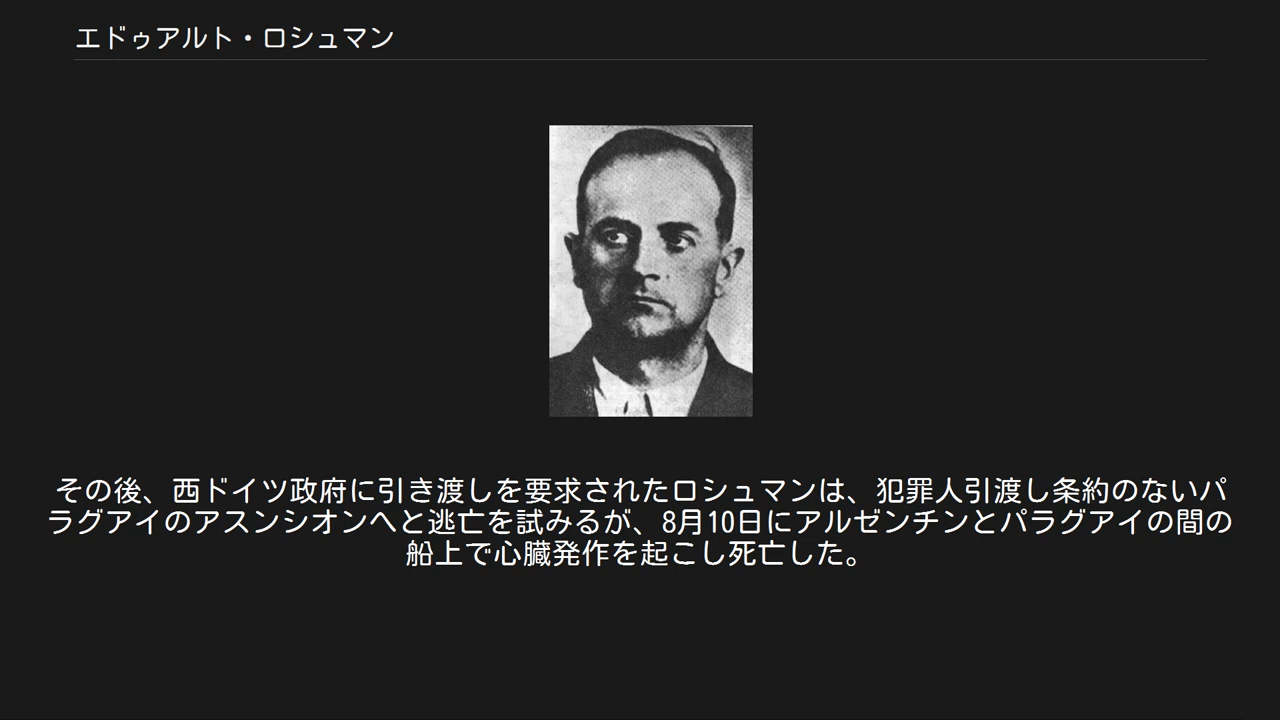 エドゥアルト・ロシュマン
その後、西ドイツ政府に引き渡しを要求されたロシュマンは、犯罪人引渡し条約のないパ
ラグアイのアスンシオンへと逃亡を試みるが、8月10日にアルゼンチンとパラグアイの間の
船上で心臓発作を起こし死亡した。